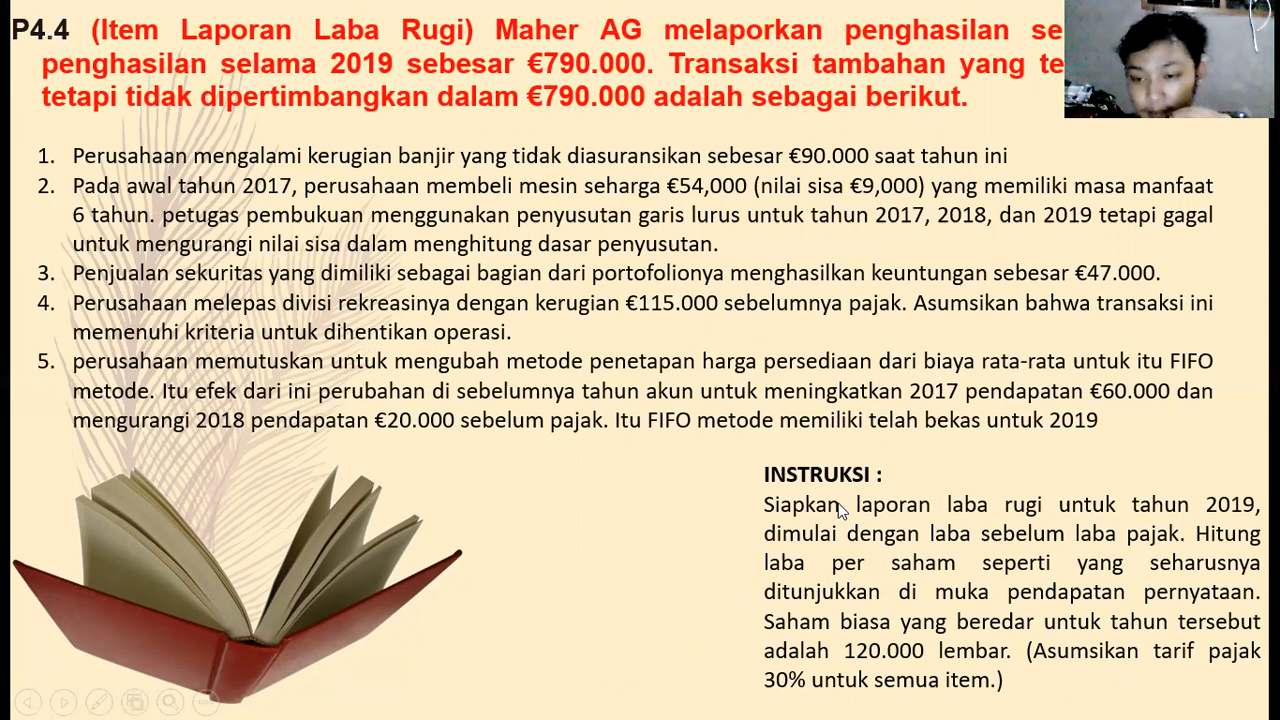 P4.4 (Item Laporan Laba Rugi) Maher AG melaporkan penghasilan se
penghasilan selama 2019 sebesar €790.000. Transaksi tambahan yang te
tetapi tidak dipertimbangkan dalam €790.000 adalah sebagai berikut.
1. Perusahaan mengalami kerugian banjir yang tidak diasuransikan sebesar €90.000 saat tahun ini
2. Pada awal tahun 2017, perusahaan membeli mesin seharga €54,000 (nilai sisa €9,000) yang memiliki masa manfaat
6 tahun. petugas pembukuan menggunakan penyusutan garis lurus untuk tahun 2017, 2018, dan 2019 tetapi gagal
untuk mengurangi nilai sisa dalam menghitung dasar penyusutan.
3. Penjualan sekuritas yang dimiliki sebagai bagian dari portofolionya menghasilkan keuntungan sebesar €47.000.
4. Perusahaan melepas divisi rekreasinya dengan kerugian €115.000 sebelumnya pajak. Asumsikan bahwa transaksi ini
memenuhi kriteria untuk dihentikan operasi.
5. perusahaan memutuskan untuk mengubah metode penetapan harga persediaan dari biaya rata-rata untuk itu FIFO
metode. Itu efek dari ini perubahan di sebelumnya tahun akun untuk meningkatkan 2017 pendapatan €60.000 dan
mengurangi 2018 pendapatan €20.000 sebelum pajak. Itu FIFO metode memiliki telah bekas untuk 2019
INSTRUKSI :
Siapkan laporan laba rugi untuk tahun 2019,
dimulai dengan laba sebelum laba pajak. Hitung
laba per saham seperti yang seharusnya
ditunjukkan di muka pendapatan pernyataan.
Saham biasa yang beredar untuk tahun tersebut
adalah 120.000 lembar. (Asumsikan tarif pajak
30% untuk semua item.)